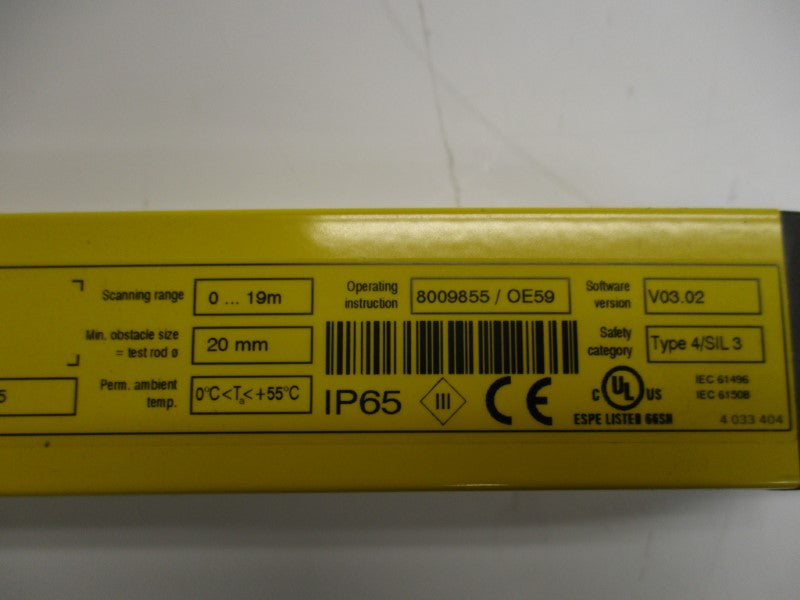 Scanning range 0 ... 19m
Operating instruction 8009855 / OE59
Software version V03.02
Min. obstacle size = test rod ø 20 mm
Safety category Type 4/SIL 3
5
Perm. ambient temp. 0°C<Ta<+55°C
IP65
III
CE
C UL US
ESPE LISTED 66SH
IEC 61496
IEC 61508
4 033 404